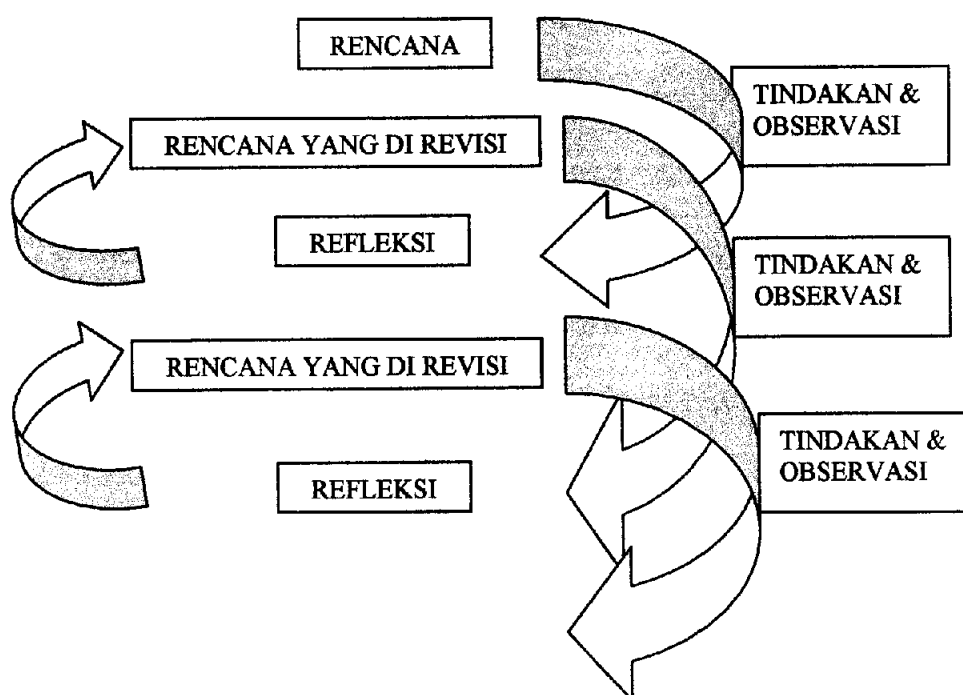 RENCANA
TINDAKAN &
OBSERVASI
RENCANA YANG DI REVISI
REFLEKSI
TINDAKAN &
OBSERVASI
RENCANA YANG DI REVISI
TINDAKAN &
OBSERVASI
REFLEKSI